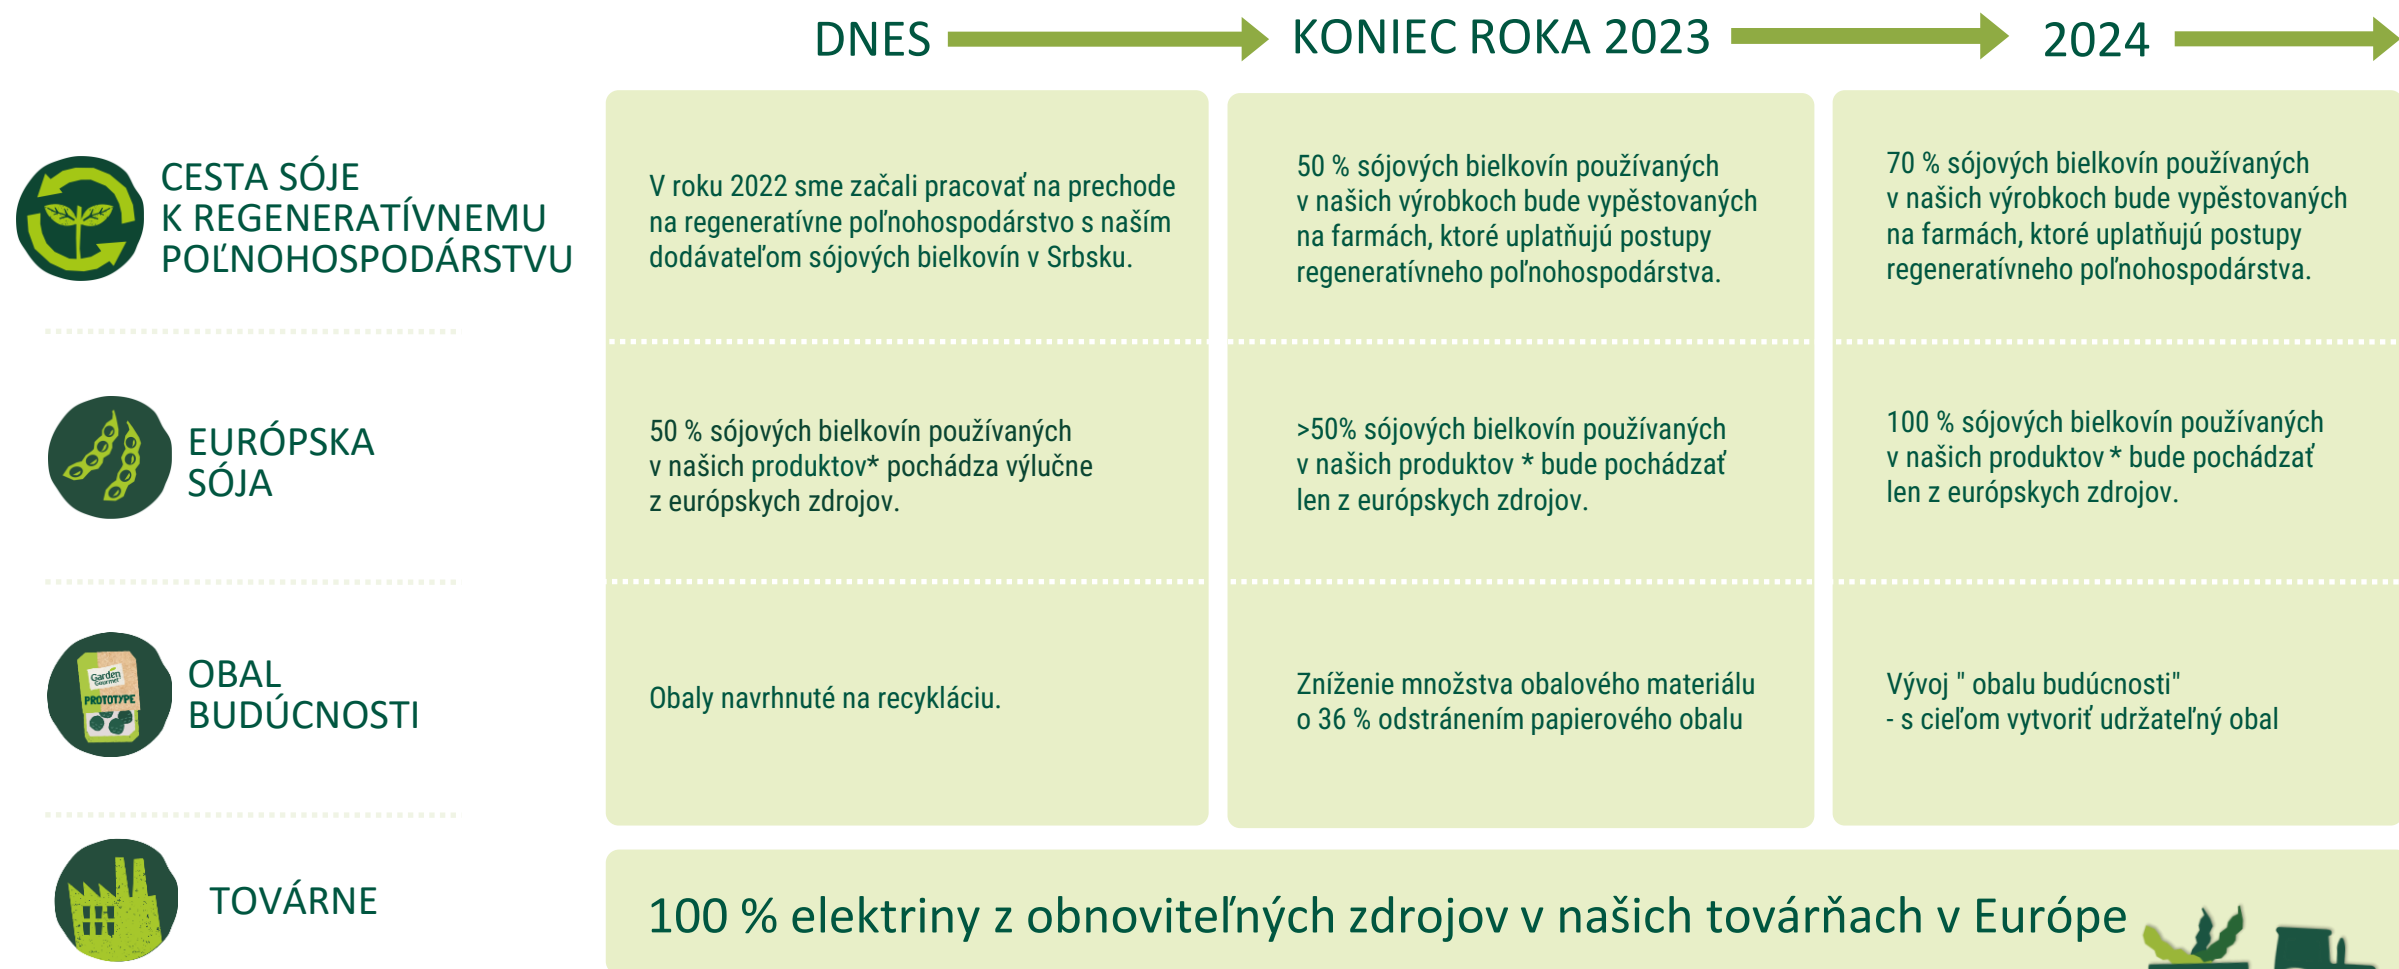 DNES
KONIEC ROKA 2023
2024
CESTA SÓJE
K REGENERATÍVNEMU
POĽNOHOSPODÁRSTVU
V roku 2022 sme začali pracovať na prechode
na regeneratívne poľnohospodárstvo s naším
dodávateľom sójových bielkovín v Srbsku.
50 % sójových bielkovín používaných
v našich výrobkoch bude vypěstovaných
na farmách, ktoré uplatňujú postupy
regeneratívneho poľnohospodárstva.
70 % sójových bielkovín používaných
v našich výrobkoch bude vypěstovaných
na farmách, ktoré uplatňujú postupy
regeneratívneho poľnohospodárstva.
EURÓPSKA
SÓJA
50 % sójových bielkovín používaných
v našich produktov* pochádza výlučne
z európskych zdrojov.
>50% sójových bielkovín používaných
v našich produktov * bude pochádzať
len z európskych zdrojov.
100 % sójových bielkovín používaných
v našich produktov * bude pochádzať
len z európskych zdrojov.
Garden
Gourmet
PROTOTYPE
OBAL
BUDÚCNOSTI
Obaly navrhnuté na recykláciu.
Zníženie množstva obalového materiálu
o 36 % odstránením papierového obalu
Vývoj " obalu budúcnosti"
- s cieľom vytvoriť udržateľný obal
TOVÁRNE
100 % elektriny z obnoviteľných zdrojov v našich továrňach v Európe